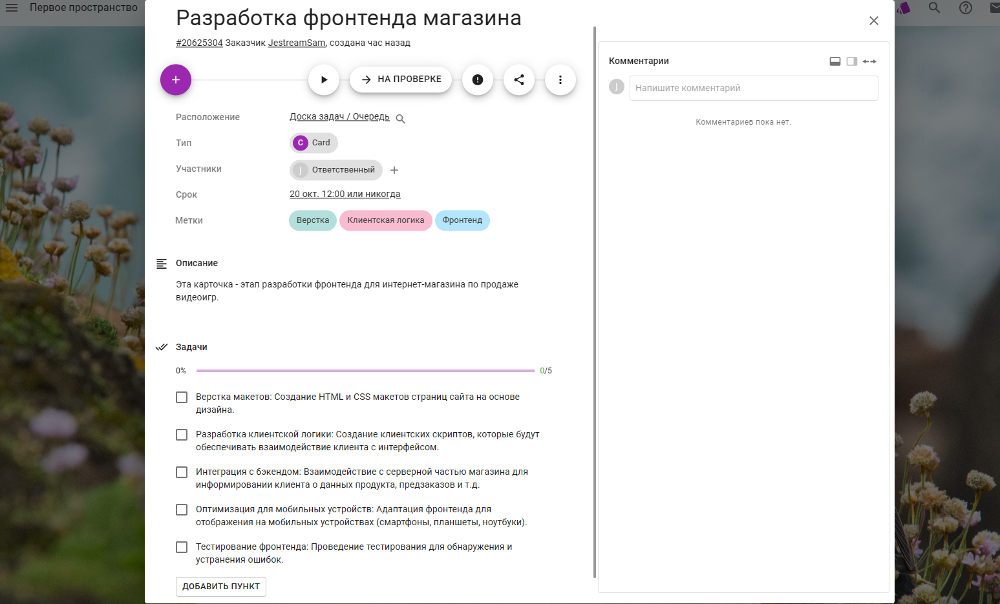 Первое пространство
Разработка фронтенда магазина
#20625304 Заказчик JestreamSam, создана час назад
+
НА ПРОВЕРКЕ
Расположение
Доска задач / Очередь
Тип
C Card
Участники
J Ответственный
Срок
20 окт. 12:00 или никогда
Метки
Верстка Клиентская логика Фронтенд
Описание
Эта карточка - этап разработки фронтенда для интернет-магазина по продаже
видеоигр.
Задачи
0% 0/5
Верстка макетов: Создание HTML и CSS макетов страниц сайта на основе
дизайна.
Разработка клиентской логики: Создание клиентских скриптов, которые будут
обеспечивать взаимодействие клиента с интерфейсом.
Интеграция с бэкендом: Взаимодействие с серверной частью магазина для
информировании клиента о данных продукта, предзаказов и т.д.
Оптимизация для мобильных устройств: Адаптация фронтенда для
отображения на мобильных устройствах (смартфоны, планшеты, ноутбуки).
Тестирование фронтенда: Проведение тестирования для обнаружения и
устранения ошибок.
ДОБАВИТЬ ПУНКТ
Комментарии
J Напишите комментарий
Комментариев пока нет.